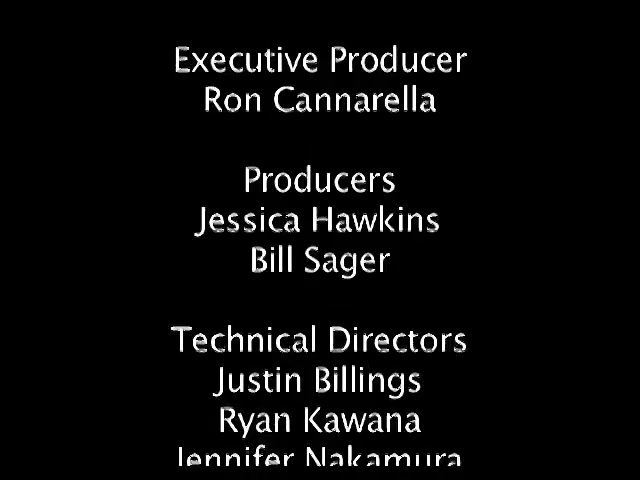 Executive Producer
Ron Cannarella
Producers
Jessica Hawkins
Bill Sager
Technical Directors
Justin Billings
Ryan Kawana
Jennifer Nakamura